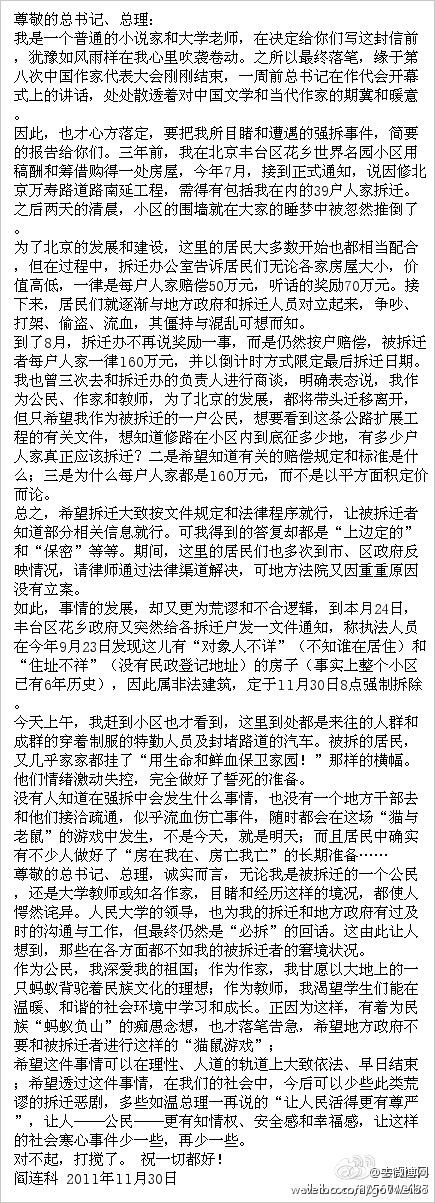 尊敬的总书记、总理:
我是一个普通的小说家和大学老师，在决定给你们写这封信前
，犹豫如风雨样在我心里吹袭卷动。之所以最终落笔，缘于第
八次中国作家代表大会刚刚结束，一周前总书记在作代会开幕
式上的讲话，处处散透着对中国文学和当代作家的期冀和暖意
。
因此，也才心方落定，要把我所目睹和遭遇的强拆事件，简要
的报告给你们。三年前，我在北京丰台区花乡世界名园小区用
稿酬和筹借购得一处房屋，今年7月，接到正式通知，说因修北
京万寿路道路南延工程，需得有包括我在内的39户人家拆迁。
之后两天的清晨，小区的围墙就在大家的睡梦中被忽然推倒了
。
为了北京的发展和建设，这里的居民大多数开始也都相当配合
，但在过程中，拆迁办公室告诉居民们无论各家房屋大小，价
值高低，一律是每户人家赔偿50万元，听话的奖励70万元。接
下来，居民们就逐渐与地方政府和拆迁人员对立起来，争吵、
打架、偷盗、流血，其僵持与混乱可想而知。
到了8月，拆迁办不再说奖励一事，而是仍然按户赔偿，被拆迁
者每户人家一律160万元，并以倒计时方式限定最后拆迁日期。
我也曾三次去和拆迁办的负责人进行商谈，明确表态说，我作
为公民、作家和教师，为了北京的发展，都将带头迁移离开，
但只希望我作为被拆迁的一户公民，想要看到这条公路扩展工
程的有关文件，想知道修路在小区内到底征多少地，有多少户
人家真正应该拆迁？二是希望知道有关的赔偿规定和标准是什
么；三是为什么每户人家都是160万元，而不是以平方面积定价
而论。
总之，希望拆迁大致按文件规定和法律程序就行，让被拆迁者
知道部分相关信息就行。可我得到的答复却都是“上边定的”
和“保密”等等。期间，这里的居民们也多次到市、区政府反
映情况，请律师通过法律渠道解决，可地方法院又因重重原因
没有立案。
如此，事情的发展，却又更为荒谬和不合逻辑，到本月24日，
丰台区花乡政府又突然给各拆迁户发一文件通知，称执法人员
在今年9月23日发现这儿有“对象人不详”（不知谁在居住）和
“住址不祥”（没有民政登记地址）的房子（事实上整个小区
已有6年历史），因此属非法建筑，定于11月30日8点强制拆除
。
今天上午，我赶到小区也才看到，这里到处都是来往的人群和
成群的穿着制服的特勤人员及封堵路道的汽车。被拆的居民，
又几乎家家都挂了“用生命和鲜血保卫家园！”那样的横幅。
他们情绪激动失控，完全做好了誓死的准备。
没有人知道在强拆中会发生什么事情，也没有一个地方干部去
和他们接洽疏通，似乎流血伤亡事件，随时都会在这场“猫与
老鼠”的游戏中发生，不是今天，就是明天；而且居民中确实
有不少人做好了“房在我在、房亡我亡”的长期准备……
尊敬的总书记、总理，诚实而言，无论我是被拆迁的一个公民
，还是大学教师或知名作家，目睹和经历这样的境况，都使人
愕然诧异。人民大学的领导，也为我的拆迁和地方政府有过及
时的沟通与工作，但最终仍然是“必拆”的回话。这由此让人
想到，那些在各方面都不如我的被拆迁者的窘境状况。
作为公民，我深爱我的祖国；作为作家，我甘愿以大地上的一
只蚂蚁背驼着民族文化的理想；作为教师，我渴望学生们能在
温暖、和谐的社会环境中学习和成长。正因为这样，有着为民
族“蚂蚁负山”的痴愚念想，也才落笔告急，希望地方政府不
要和被拆迁者进行这样的“猫鼠游戏”；
希望这件事情可以在理性、人道的轨道上大致依法、早日结束
；希望透过这件事情，在我们的社会中，今后可以少些此类荒
谬的拆迁恶剧，多些如温总理一再说的“让人民活得更有尊严
”，让人——公民——更有知情权、安全感和幸福感，让这样
的社会寒心事件少一些，再少一些。
对不起，打搅了。 祝一切都好！
阎连科 2011年11月30日